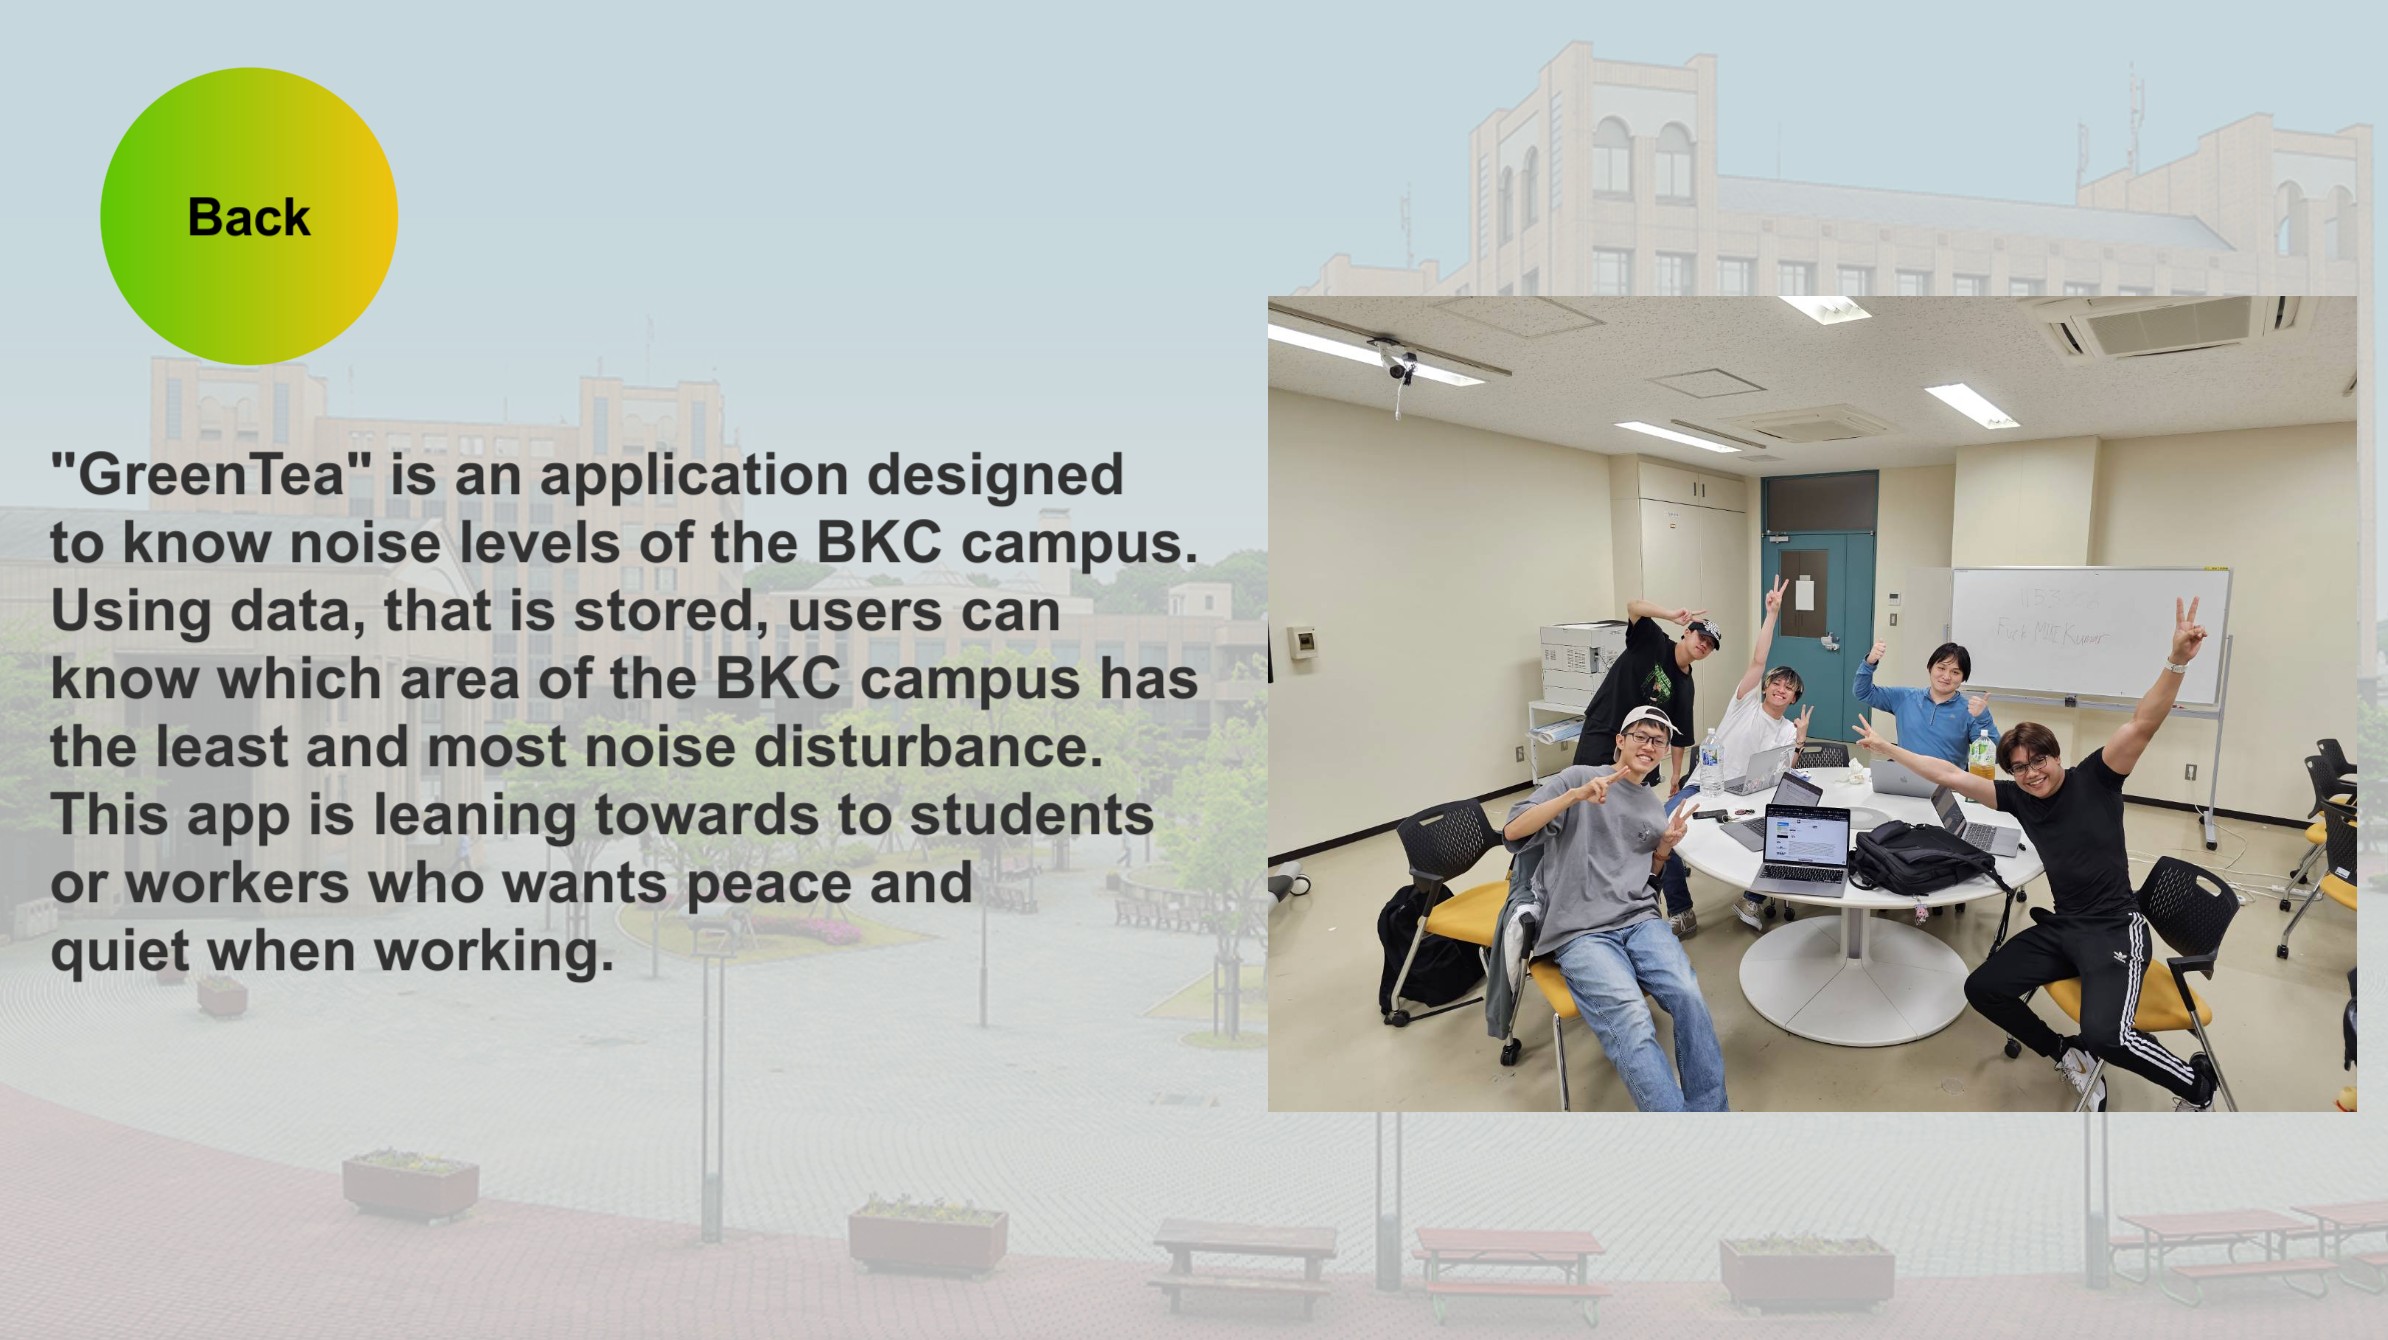 Back
"GreenTea" is an application designed
to know noise levels of the BKC campus.
Using data, that is stored, users can
know which area of the BKC campus has
the least and most noise disturbance.
This app is leaning towards to students
or workers who wants peace and
quiet when working.